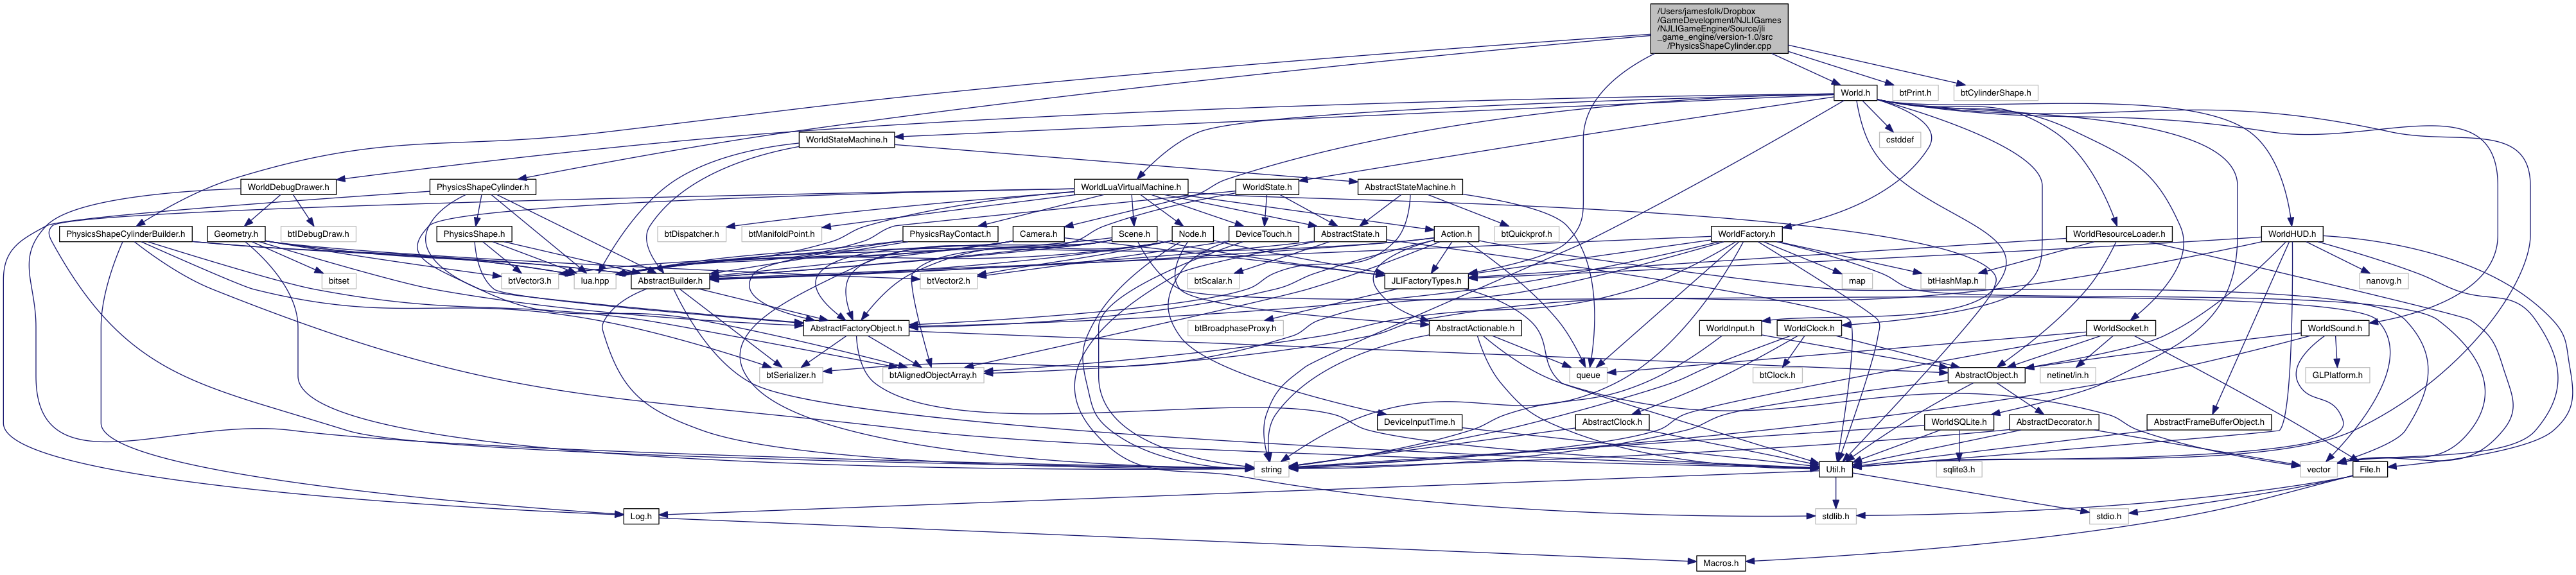 /Users/jamesfolk/Dropbox
/GameDevelopment/NJLIGames
/NJLIGameEngine/Source/jli
_game_engine/version-1.0/src
/PhysicsShapeCylinder.cpp
World.h
btPrint.h
btCylinderShape.h
WorldStateMachine.h
cstddef
WorldDebugDrawer.h
PhysicsShapeCylinder.h
WorldLuaVirtualMachine.h
WorldState.h
AbstractStateMachine.h
PhysicsShapeCylinderBuilder.h
Geometry.h
btIDebugDraw.h
PhysicsShape.h
btDispatcher.h
btManifoldPoint.h
PhysicsRayContact.h
Camera.h
Scene.h
Node.h
DeviceTouch.h
AbstractState.h
Action.h
btQuickprof.h
WorldFactory.h
WorldResourceLoader.h
WorldHUD.h
bitset
btVector3.h
lua.hpp
AbstractBuilder.h
btVector2.h
btScalar.h
JLIFactoryTypes.h
map
btHashMap.h
nanovg.h
AbstractFactoryObject.h
btBroadphaseProxy.h
AbstractActionable.h
WorldInput.h
WorldClock.h
WorldSocket.h
WorldSound.h
btSerializer.h
btAlignedObjectArray.h
queue
btClock.h
AbstractObject.h
netinet/in.h
GLPlatform.h
DeviceInputTime.h
AbstractClock.h
WorldSQLite.h
AbstractDecorator.h
AbstractFrameBufferObject.h
string
Util.h
sqlite3.h
vector
File.h
Log.h
stdlib.h
stdio.h
Macros.h